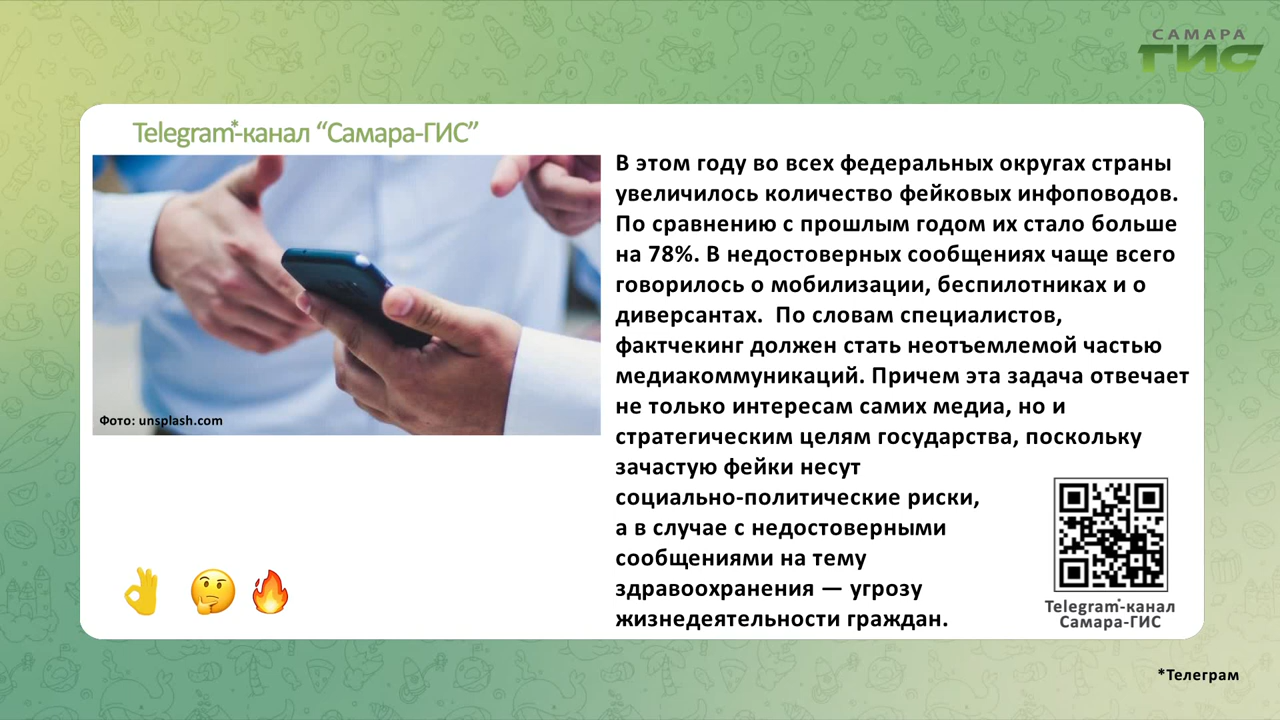 САМАРА
ГИС
Telegram*-канал “Самара-ГИС”
В этом году во всех федеральных округах страны
увеличилось количество фейковых инфоповодов.
По сравнению с прошлым годом их стало больше
на 78%. В недостоверных сообщениях чаще всего
говорилось о мобилизации, беспилотниках и о
диверсантах.  По словам специалистов,
фактчекинг должен стать неотъемлемой частью
медиакоммуникаций. Причем эта задача отвечает
не только интересам самих медиа, но и
стратегическим целям государства, поскольку
зачастую фейки несут
социально-политические риски,
а в случае с недостоверными
сообщениями на тему
здравоохранения — угрозу
жизнедеятельности граждан.
Фото: unsplash.com
Telegram*-канал
Самара-ГИС
*Телеграм